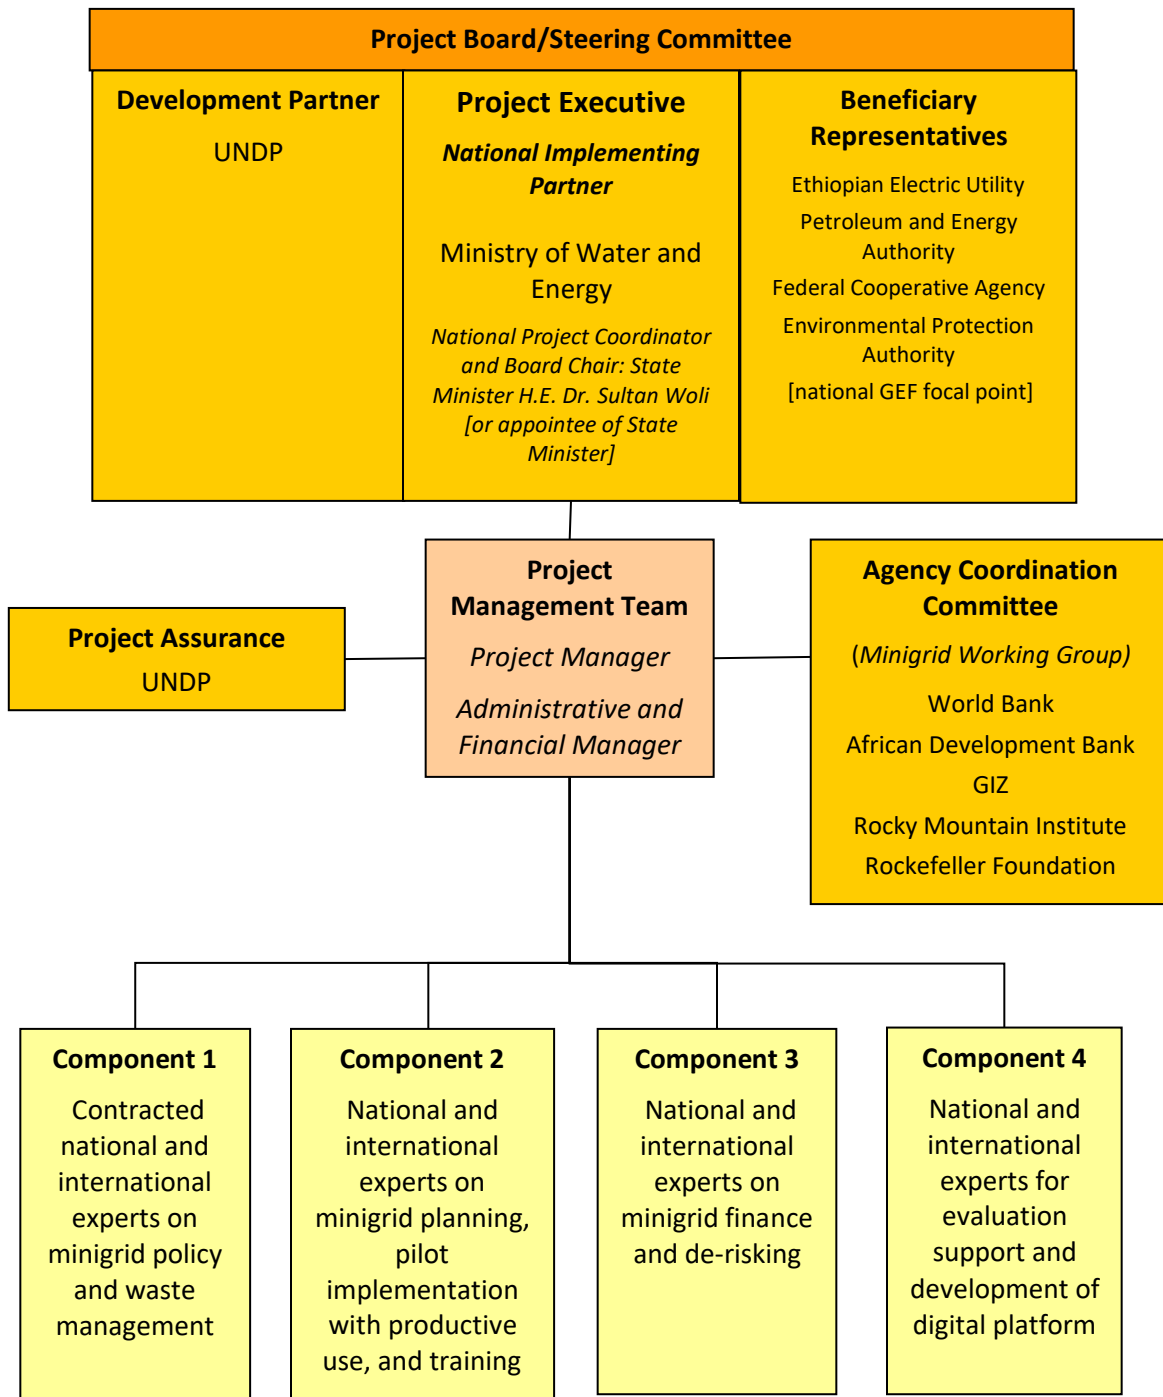 Project Board/Steering Committee
Development Partner
UNDP
Project Executive
National Implementing
Partner
Ministry of Water and
Energy
National Project Coordinator
and Board Chair: State
Minister H.E. Dr. Sultan Woli
[or appointee of State
Minister]
Beneficiary
Representatives
Ethiopian Electric Utility
Petroleum and Energy
Authority
Federal Cooperative Agency
Environmental Protection
Authority
[national GEF focal point]
Project Assurance
UNDP
Project
Management Team
Project Manager
Administrative and
Financial Manager
Agency Coordination
Committee
(Minigrid Working Group)
World Bank
African Development Bank
GIZ
Rocky Mountain Institute
Rockefeller Foundation
Component 1
Contracted
national and
international
experts on
minigrid policy
and waste
management
Component 2
National and
international
experts on
minigrid planning,
pilot
implementation
with productive
use, and training
Component 3
National and
international
experts on
minigrid finance
and de-risking
Component 4
National and
international
experts for
evaluation
support and
development of
digital platform